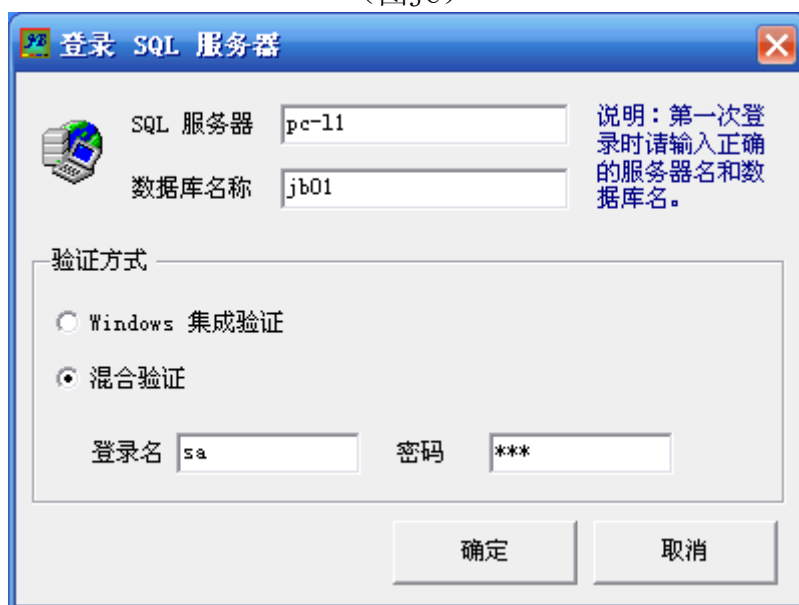 登录 SQL 服务器
SQL 服务器 pc-l1
说明：第一次登
录时请输入正确
的服务器名和数
据库名。
数据库名称 jb01
验证方式
Windows 集成验证
混合验证
登录名 sa 密码 ***
确定 取消